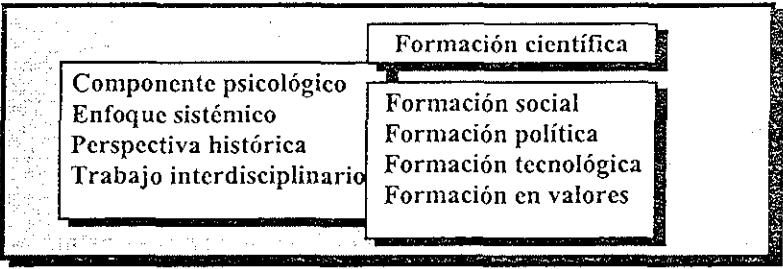 Formación científica
Componente psicológico
Enfoque sistémico
Perspectiva histórica
Trabajo interdisciplinario
Formación social
Formación política
Formación tecnológica
Formación en valores